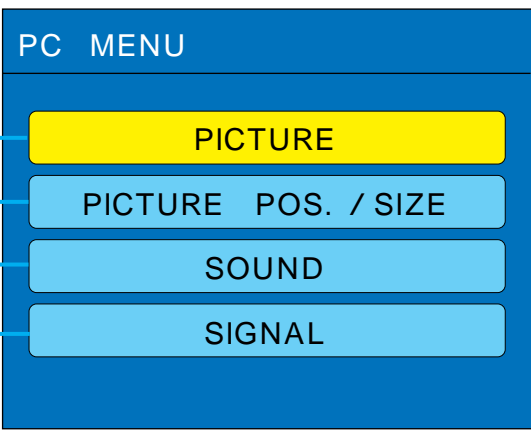 PC MENU
PICTURE
PICTURE POS. / SIZE
SOUND
SIGNAL